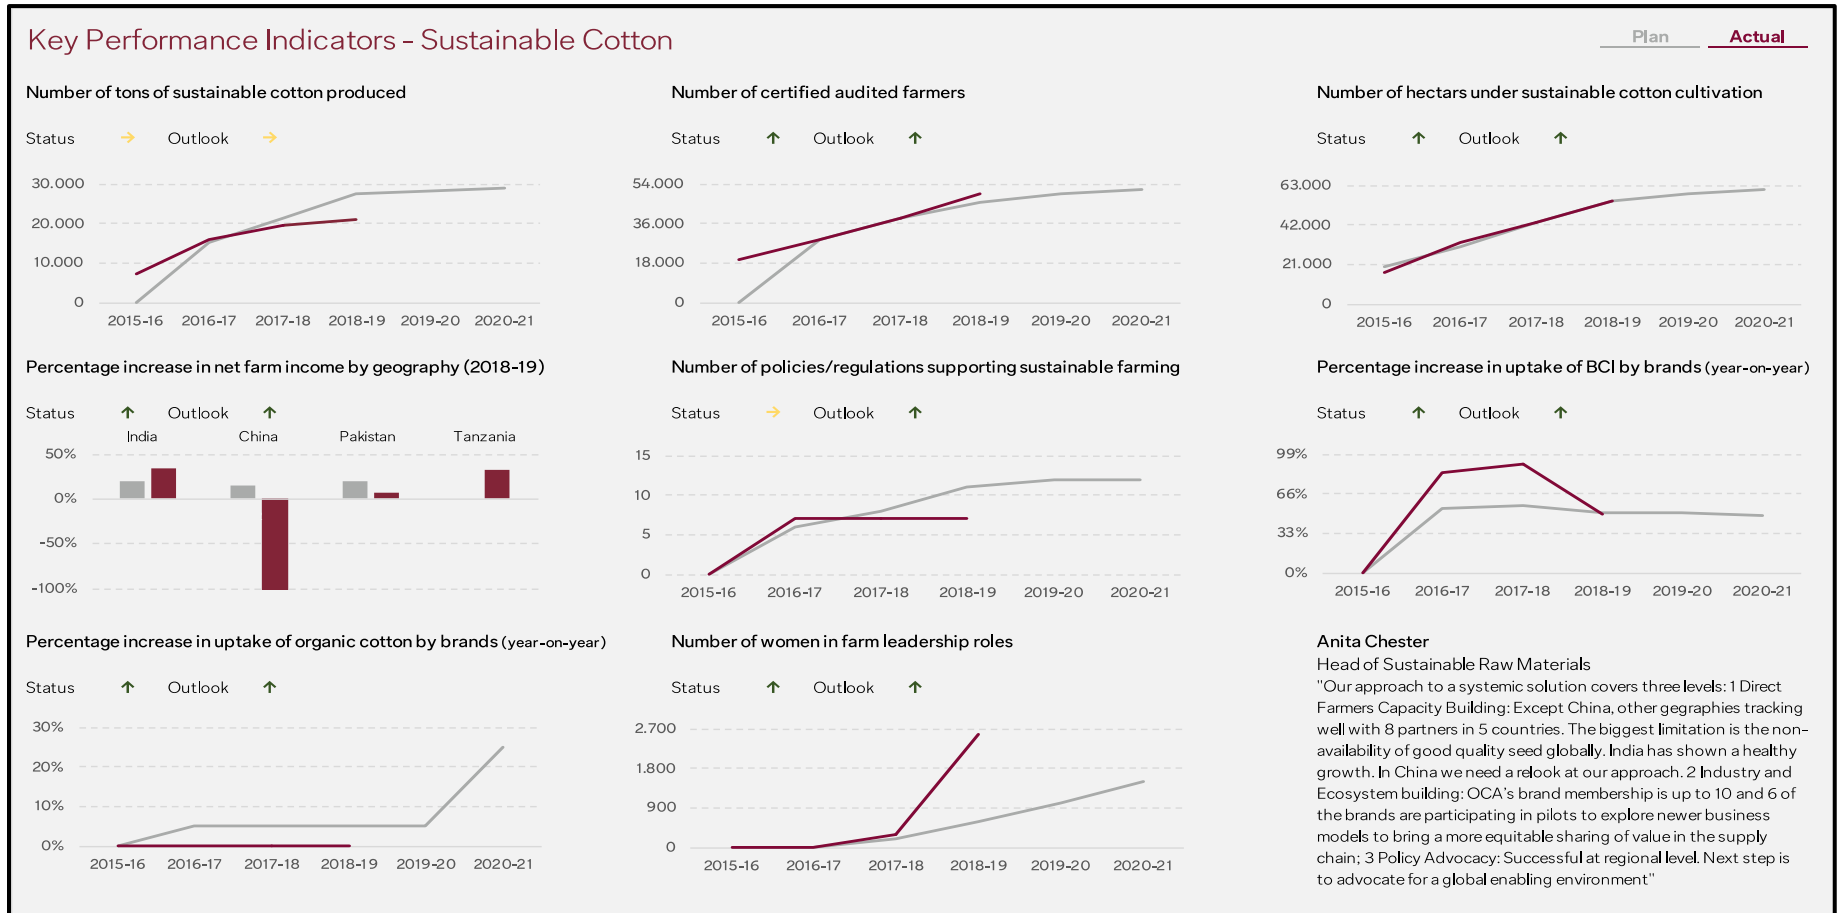 Key Performance Indicators - Sustainable Cotton
Plan Actual
Number of tons of sustainable cotton produced
Status → Outlook →
30.000
20.000
10.000
0
2015-16 2016-17 2017-18 2018-19 2019-20 2020-21
Number of certified audited farmers
Status ↑ Outlook ↑
54.000
36.000
18.000
0
2015-16 2016-17 2017-18 2018-19 2019-20 2020-21
Number of hectars under sustainable cotton cultivation
Status ↑ Outlook ↑
63.000
42.000
21.000
0
2015-16 2016-17 2017-18 2018-19 2019-20 2020-21
Percentage increase in net farm income by geography (2018-19)
Status ↑ Outlook ↑
India China Pakistan Tanzania
50%
0%
-50%
-100%
Number of policies/regulations supporting sustainable farming
Status → Outlook ↑
15
10
5
0
2015-16 2016-17 2017-18 2018-19 2019-20 2020-21
Percentage increase in uptake of BCI by brands (year-on-year)
Status ↑ Outlook ↑
99%
66%
33%
0%
2015-16 2016-17 2017-18 2018-19 2019-20 2020-21
Percentage increase in uptake of organic cotton by brands (year-on-year)
Status ↑ Outlook ↑
30%
20%
10%
0%
2015-16 2016-17 2017-18 2018-19 2019-20 2020-21
Number of women in farm leadership roles
Status ↑ Outlook ↑
2.700
1.800
900
0
2015-16 2016-17 2017-18 2018-19 2019-20 2020-21
Anita Chester
Head of Sustainable Raw Materials
"Our approach to a systemic solution covers three levels: 1 Direct
Farmers Capacity Building: Except China, other gegraphies tracking
well with 8 partners in 5 countries. The biggest limitation is the non-
availability of good quality seed globally. India has shown a healthy
growth. In China we need a relook at our approach. 2 Industry and
Ecosystem building: OCA's brand membership is up to 10 and 6 of
the brands are participating in pilots to explore newer business
models to bring a more equitable sharing of value in the supply
chain; 3 Policy Advocacy: Successful at regional level. Next step is
to advocate for a global enabling environment"